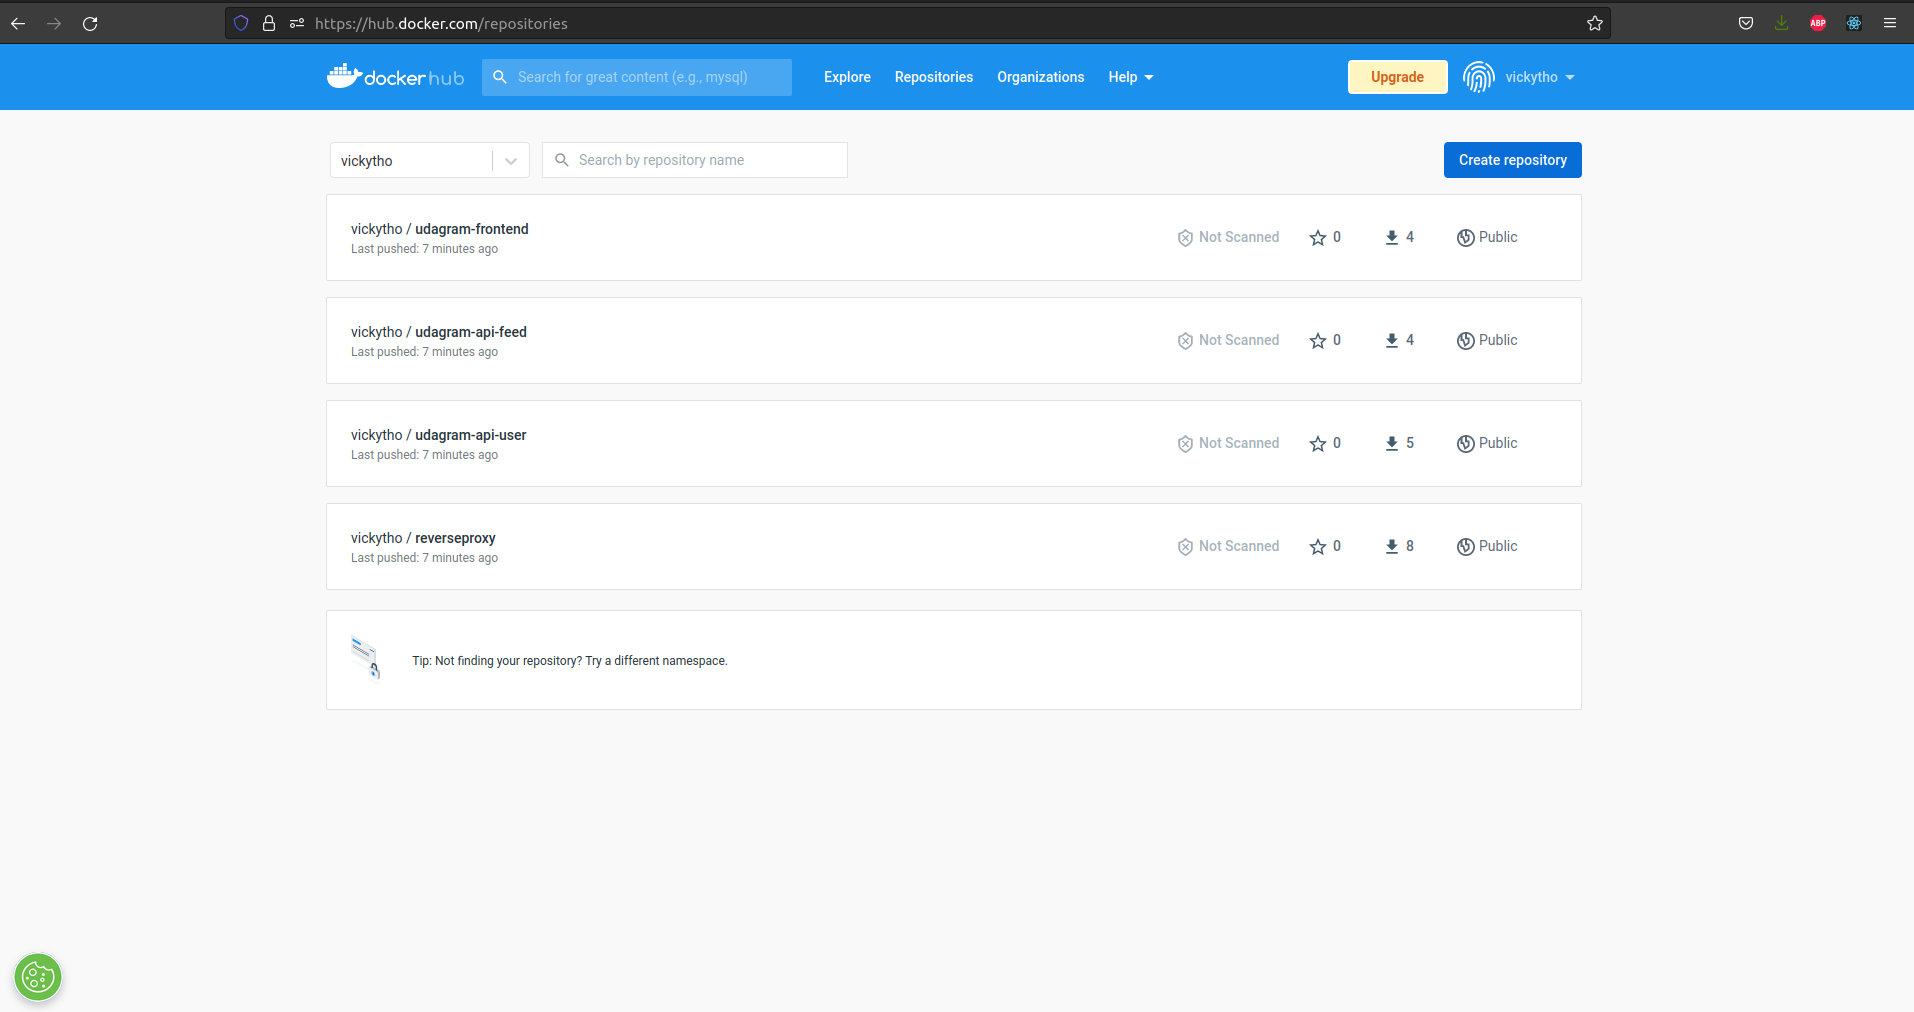 https://hub.docker.com/repositories
ABP
docker hub
Search for great content (e.g., mysql)
Explore
Repositories
Organizations
Help
Upgrade
vickytho
vickytho
Search by repository name
Create repository
vickytho / udagram-frontend
Last pushed: 7 minutes ago
Not Scanned
0
4
Public
vickytho / udagram-api-feed
Last pushed: 7 minutes ago
Not Scanned
0
4
Public
vickytho / udagram-api-user
Last pushed: 7 minutes ago
Not Scanned
0
5
Public
vickytho / reverseproxy
Last pushed: 7 minutes ago
Not Scanned
0
8
Public
Tip: Not finding your repository? Try a different namespace.